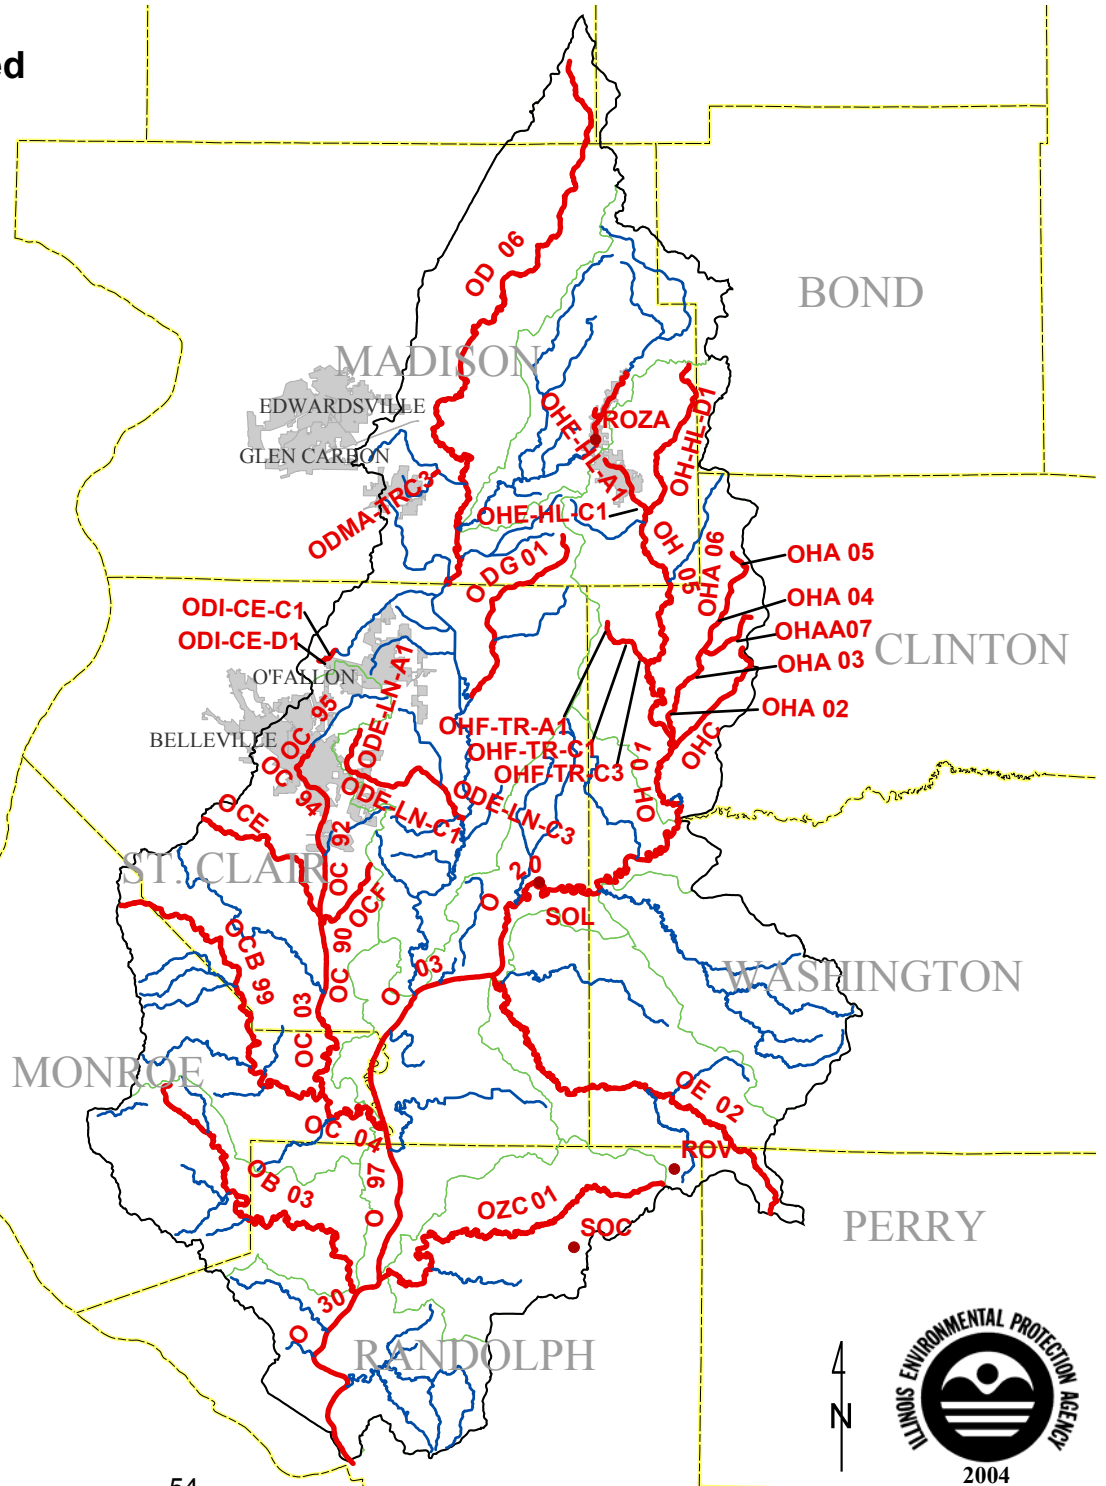 ed
OD 06
BOND
MADISON
EDWARDSVILLE
GLEN CARBON
ROZA
OHE-HL-A1
OH-HL-D1
ODMA-TRC3
OHE-HL-C1
OH 05
OHA 06
ODG 01
OHA 05
OHA 04
OHAA07
OHA 03
OHA 02
CLINTON
ODI-CE-C1
ODI-CE-D1
O'FALLON
ODE-LN-A1
OC 95
BELLEVILLE
OC 94
OHF-TR-A1
OHF-TR-C1
OHF-TR-C3
OHC
OH 01
OCE
ODE-LN-C1
ODE-LN-C3
OC 92
ST. CLAIR
OCF
O 20
SOL
OCB 99
OC 90
O 03
WASHINGTON
OC 03
MONROE
OE 02
OC 04
ROV
OB 03
O 97
OZC 01
SOC
PERRY
O 30
RANDOLPH
N
ILLINOIS ENVIRONMENTAL PROTECTION AGENCY
2004